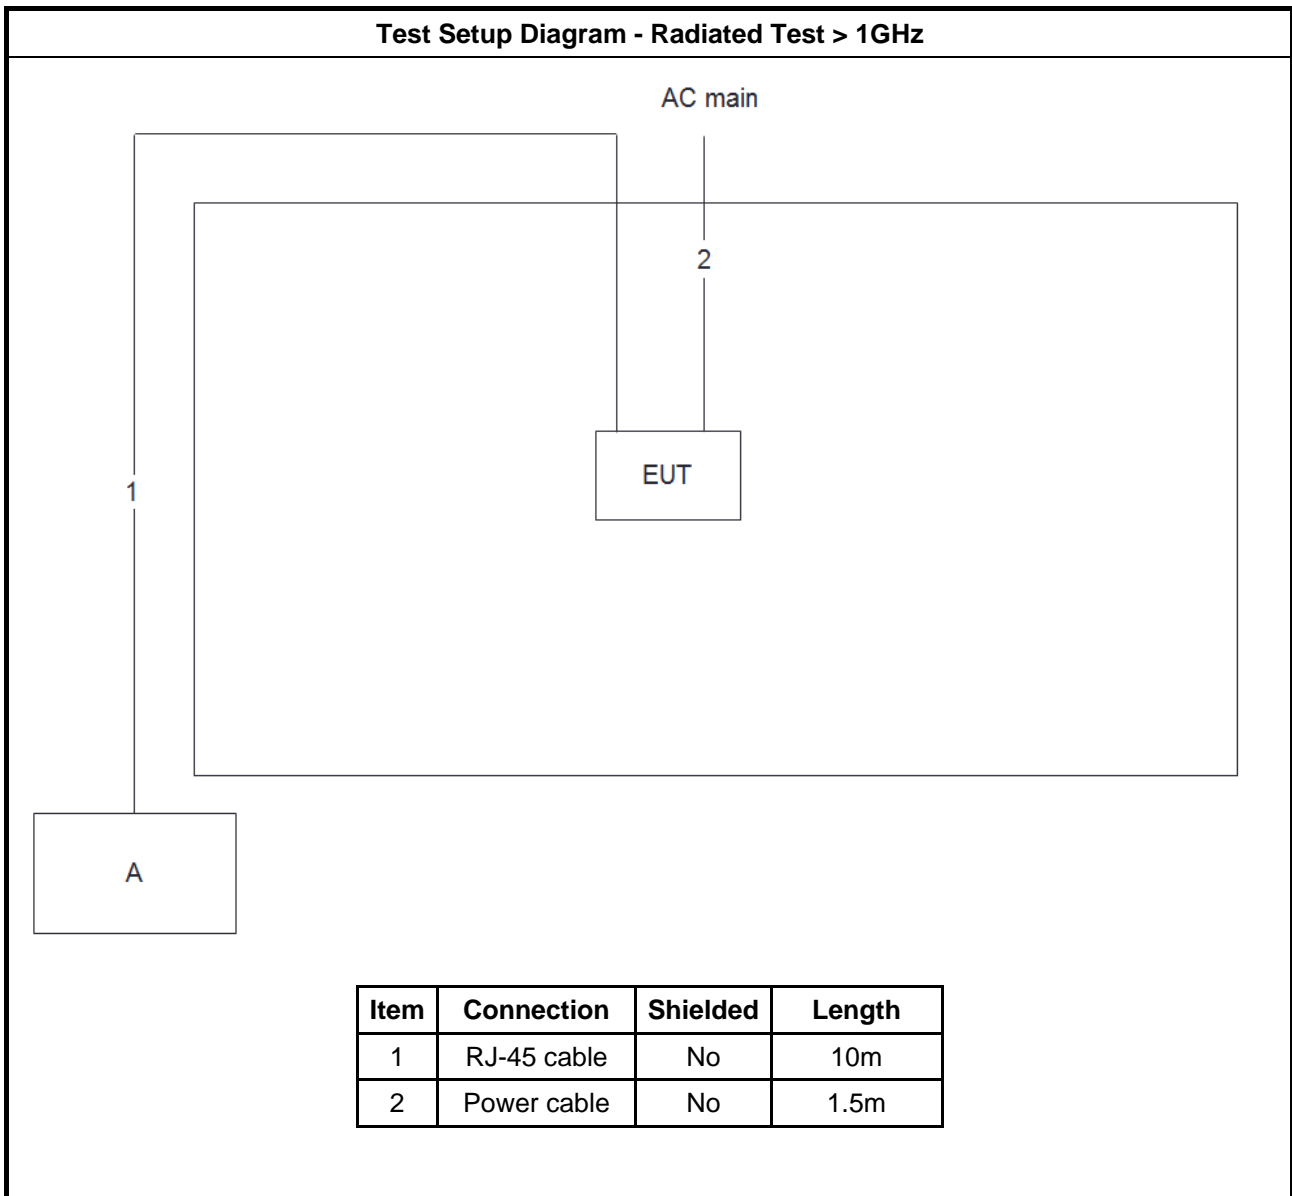 Test Setup Diagram - Radiated Test > 1GHz
AC main
2
1
EUT
A
Item Connection Shielded Length
1 RJ-45 cable No 10m
2 Power cable No 1.5m